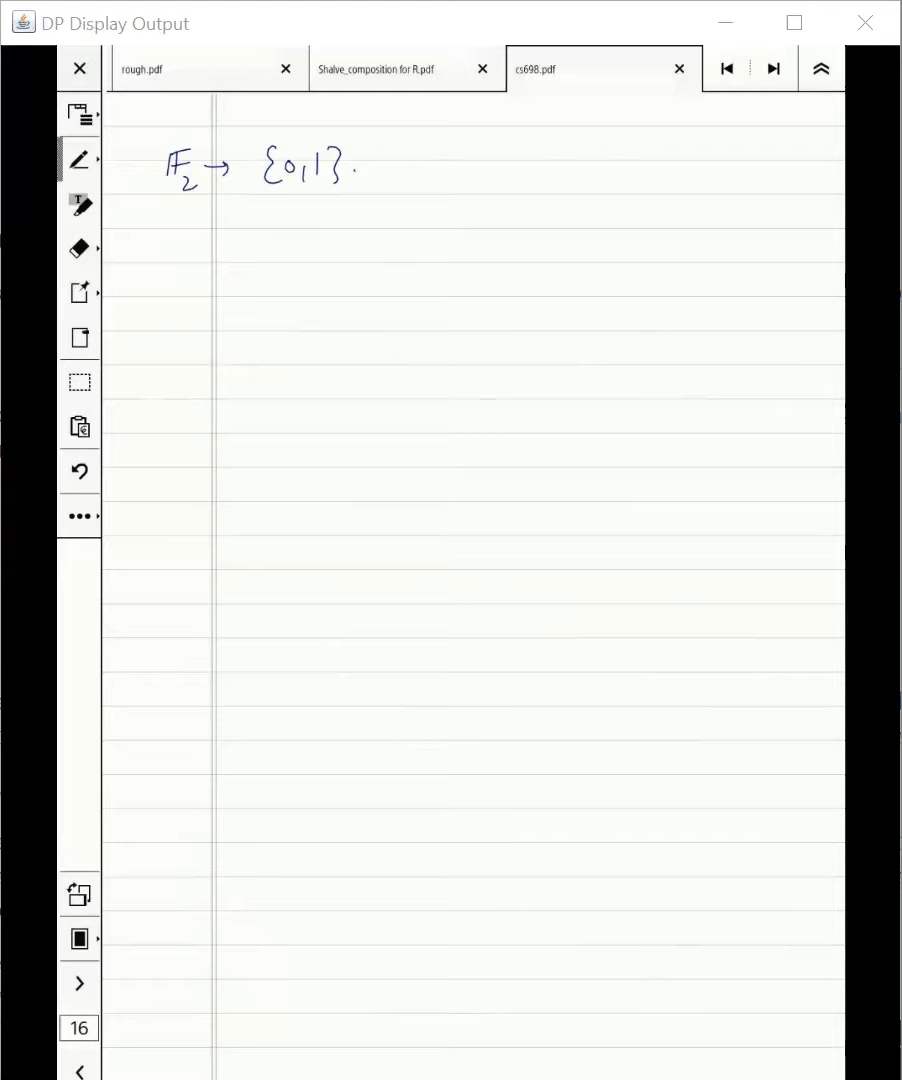 DP Display Output
rough.pdf
Shalve_composition for R.pdf
cs698.pdf
𝔽₂ → {0,1}.
16